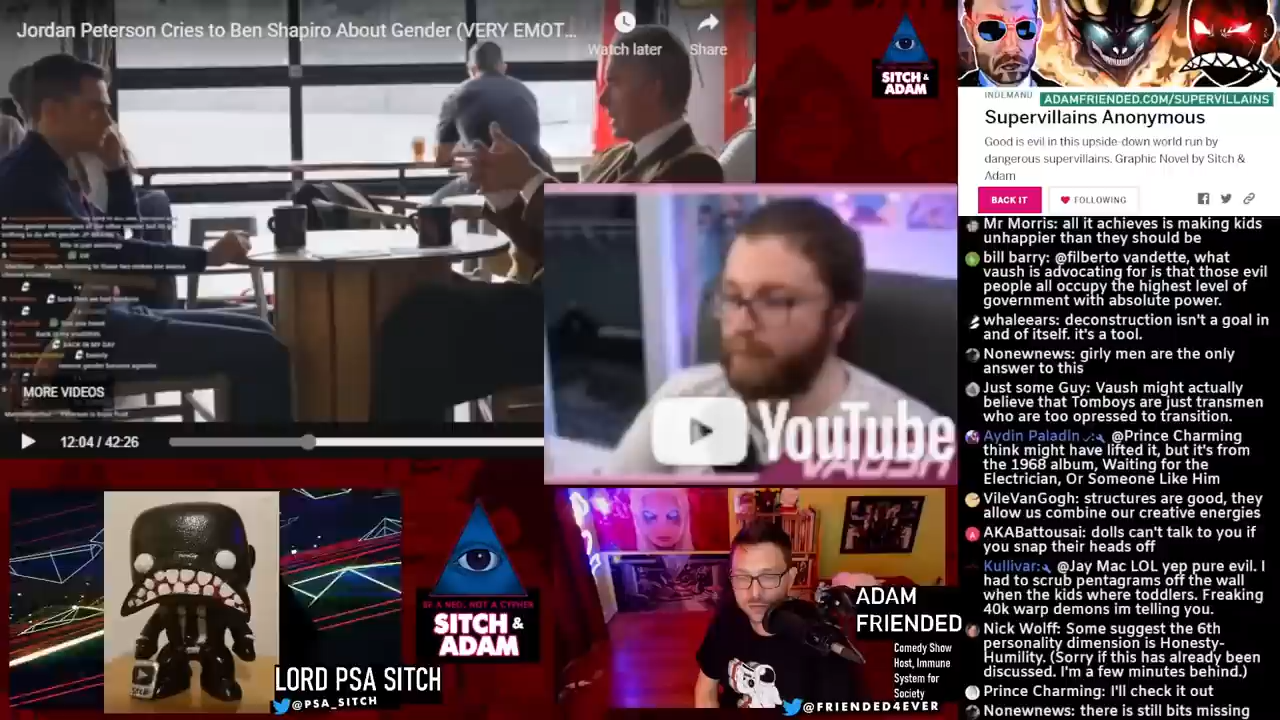 Jordan Peterson Cries to Ben Shapiro About Gender (VERY EMOT...
Watch later
Share
SITCH &
ADAM
MORE VIDEOS
12:04 / 42:26
YouTube
VAUSH
BE A NEO, NOT A CYPHER
SITCH &
ADAM
LORD PSA SITCH
@PSA_SITCH
ADAM
FRIENDED
Comedy Show
Host, Immune
System for
Society
@FRIENDED4EVER
INDEMAND
ADAMFRIENDED.COM/SUPERVILLAINS
Supervillains Anonymous
Good is evil in this upside-down world run by
dangerous supervillains. Graphic Novel by Sitch &
Adam
BACK IT
FOLLOWING
Mr Morris: all it achieves is making kids
unhappier than they should be
bill barry: @filberto vandette, what
vaush is advocating for is that those evil
people all occupy the highest level of
government with absolute power.
whaleears: deconstruction isn't a goal in
and of itself. it's a tool.
Nonewnews: girly men are the only
answer to this
Just some Guy: Vaush might actually
believe that Tomboys are just transmen
who are too opressed to transition.
Aydin Paladin @Prince Charming
think might have lifted it, but it's from
the 1968 album, Waiting for the
Electrician, Or Someone Like Him
VileVanGogh: structures are good, they
allow us combine our creative energies
AKABattousai: dolls can't talk to you if
you snap their heads off
Kullivar: @Jay Mac LOL yep pure evil. I
had to scrub pentagrams off the wall
when the kids where toddlers. Freaking
40k warp demons im telling you.
Nick Wolff: Some suggest the 6th
personality dimension is Honesty-
Humility. (Sorry if this has already been
discussed. I'm a few minutes behind.)
Prince Charming: I'll check it out
Nonewnews: there is still bits missing